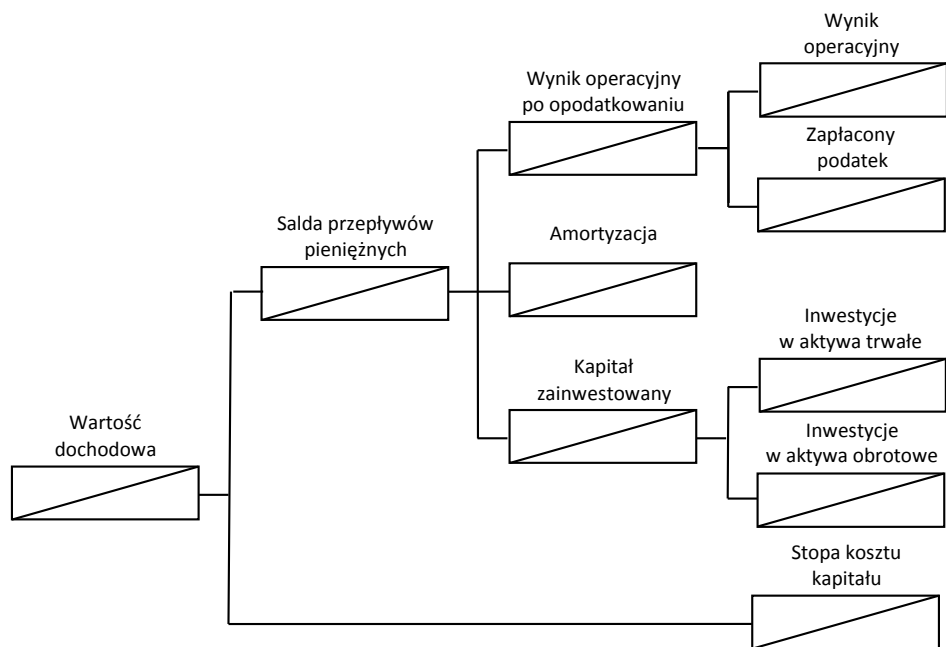 Wynik
operacyjny
Wynik operacyjny
po opodatkowaniu
Zapłacony
podatek
Salda przepływów
pieniężnych
Amortyzacja
Inwestycje
w aktywa trwałe
Kapitał
zainwestowany
Wartość
dochodowa
Inwestycje
w aktywa obrotowe
Stopa kosztu
kapitału